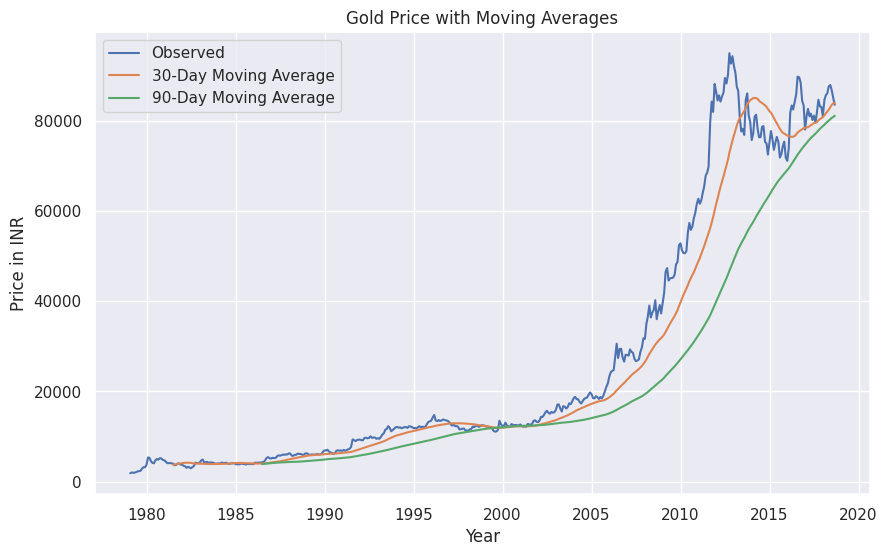 Gold Price with Moving Averages
Observed
30-Day Moving Average
90-Day Moving Average
Price in INR
80000
60000
40000
20000
0
1980 1985 1990 1995 2000 2005 2010 2015 2020
Year